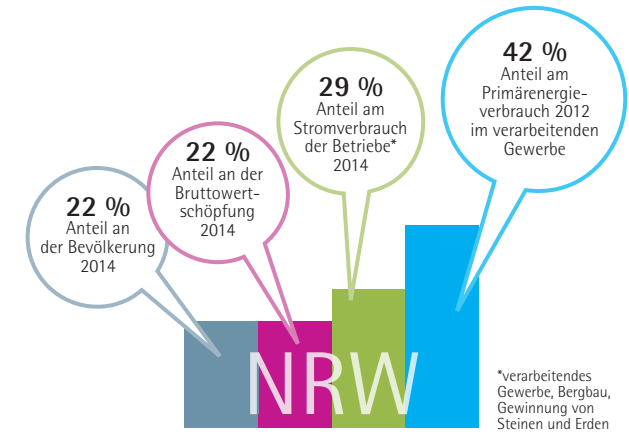 22 %
Anteil an
der Bevölkerung
2014
22 %
Anteil an der
Bruttowert-
schöpfung
2014
29 %
Anteil am
Stromverbrauch
der Betriebe*
2014
42 %
Anteil am
Primärenergie-
verbrauch 2012
im verarbeitenden
Gewerbe
NRW
*verarbeitendes
Gewerbe, Bergbau,
Gewinnung von
Steinen und Erden